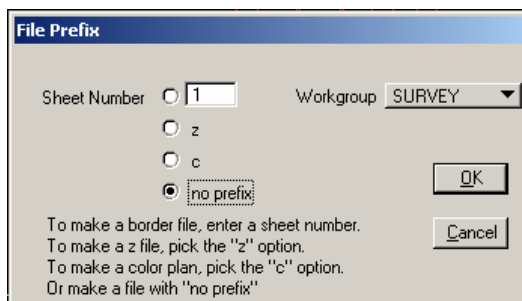 File Prefix
Sheet Number 1 Workgroup SURVEY
z
c
no prefix
OK
To make a border file, enter a sheet number.
To make a z file, pick the "z" option.
Cancel
To make a color plan, pick the "c" option.
Or make a file with "no prefix"